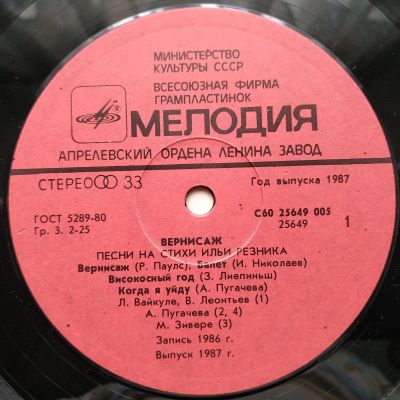 МИНИСТЕРСТВО
КУЛЬТУРЫ СССР
ВСЕСОЮЗНАЯ ФИРМА
ГРАМПЛАСТИНОК
МЕЛОДИЯ
АПРЕЛЕВСКИЙ ОРДЕНА ЛЕНИНА ЗАВОД
СТЕРЕО 33
Год выпуска 1987
ГОСТ 5289-80
Гр. 3. 2-25
С60 25649 005
25649
1
ВЕРНИСАЖ
ПЕСНИ НА СТИХИ ИЛЬИ РЕЗНИКА
Вернисаж (Р. Паулс); Балет (И. Николаев)
Високосный год (З. Лиепиньш)
Когда я уйду (А. Пугачева)
Л. Вайкуле, В. Леонтьев (1)
А. Пугачева (2, 4)
М. Зивере (3)
Запись 1986 г.
Выпуск 1987 г.